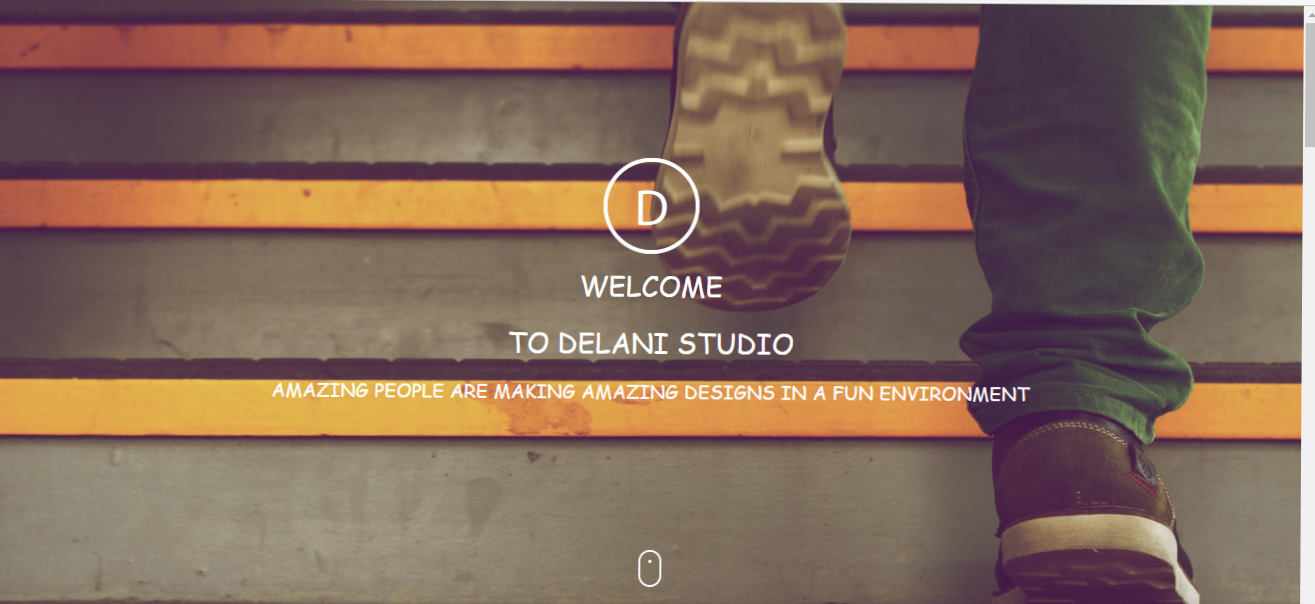 D
WELCOME
TO DELANI STUDIO
AMAZING PEOPLE ARE MAKING AMAZING DESIGNS IN A FUN ENVIRONMENT